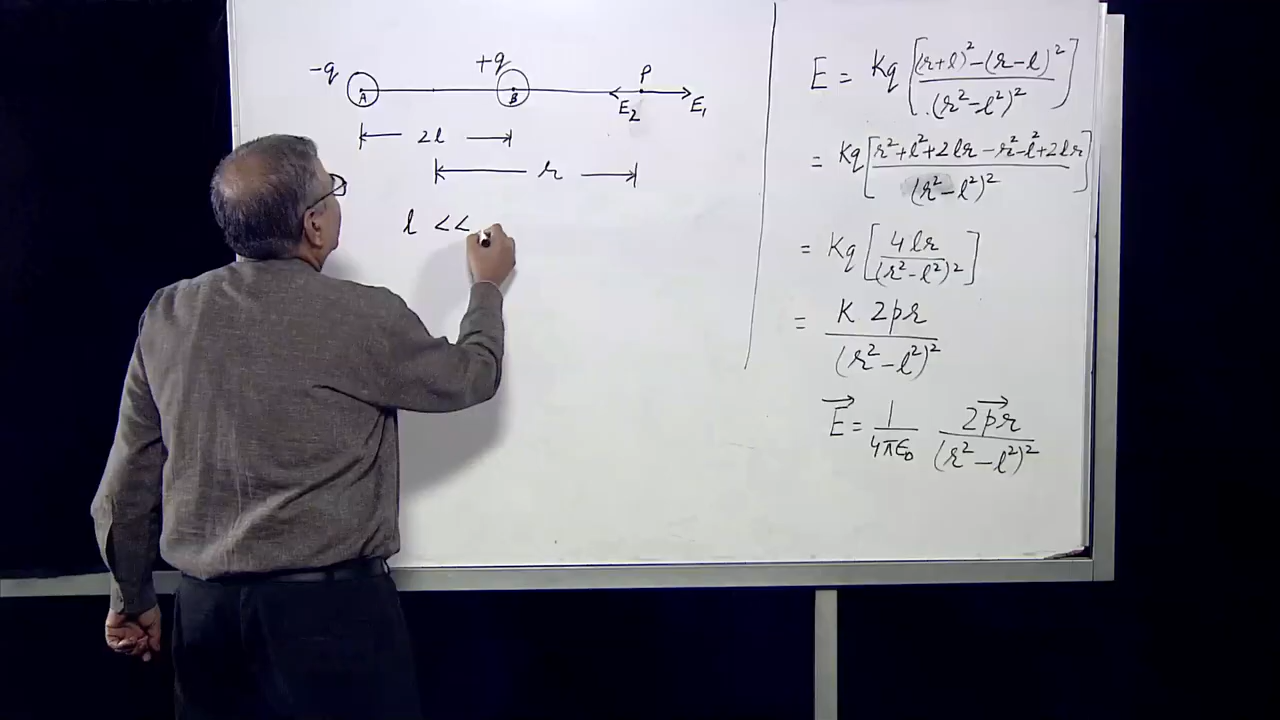 -q +q P
A B E₂ E₁
2l
r
l <<
E = Kq [(r+l)² - (r-l)² / (r² - l²)²]
= Kq [r² + l² + 2lr - r² - l² + 2lr / (r² - l²)²]
= Kq [4lr / (r² - l²)²]
= K 2pr / (r² - l²)²
E⃗ = 1 / 4πε₀ 2p⃗r / (r² - l²)²